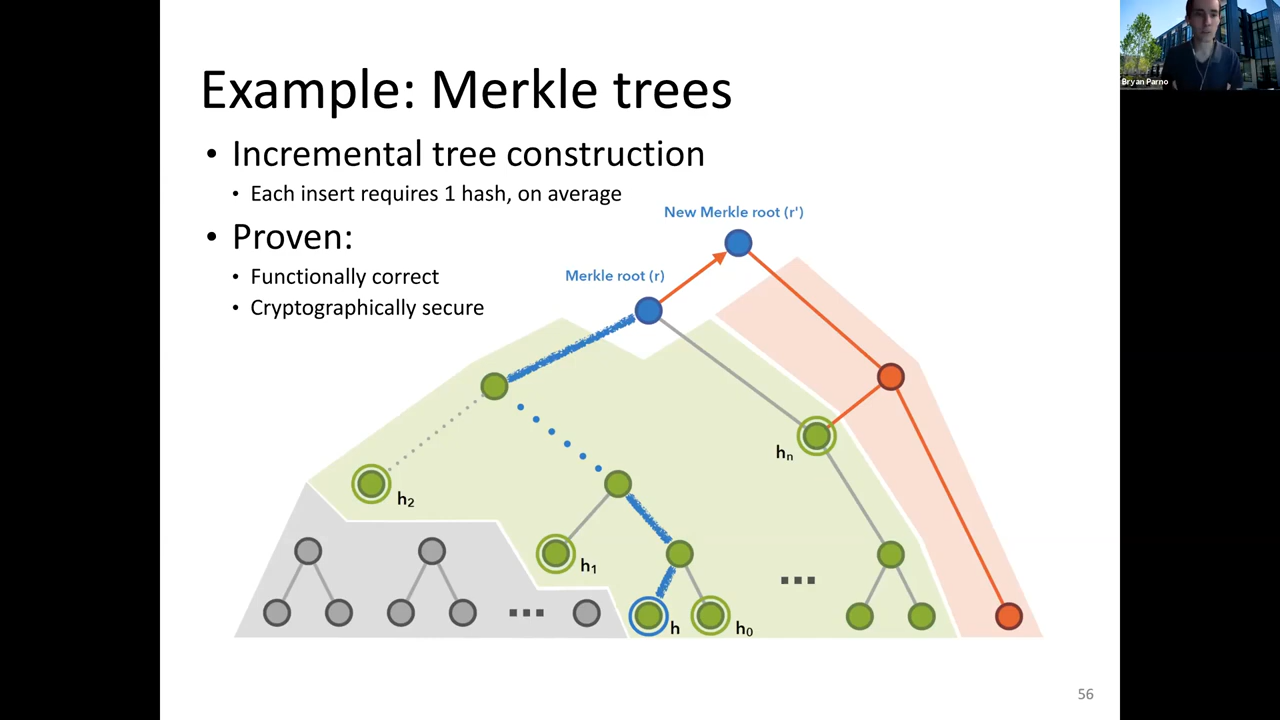 Bryan Parno
Example: Merkle trees
• Incremental tree construction
• Each insert requires 1 hash, on average
• Proven:
• Functionally correct
• Cryptographically secure
New Merkle root (r')
Merkle root (r)
hₙ
h₂
h₁
...
...
h
h₀
56